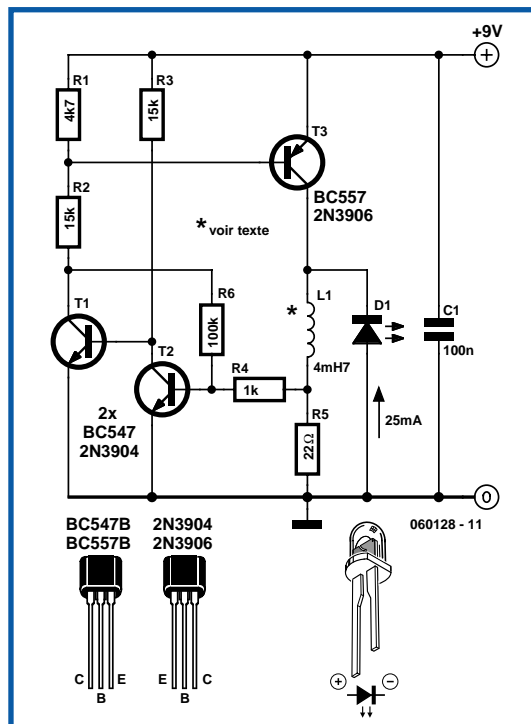 +9V
R1
4k7
R3
15k
T3
BC557
2N3906
R2
15k
* voir texte
T1
R6
100k
*
L1
4mH7
D1
C1
100n
T2
R4
1k
2x
BC547
2N3904
R5
22Ω
25mA
0
060128 - 11
BC547B
BC557B
2N3904
2N3906
C
B
E
E
B
C